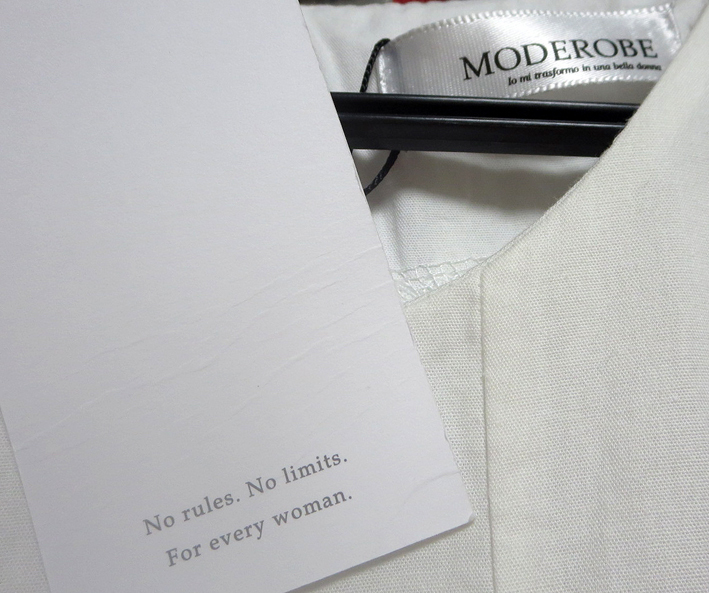 MODEROBE
Io mi trasformo in una bella donna
No rules. No limits.
For every woman.